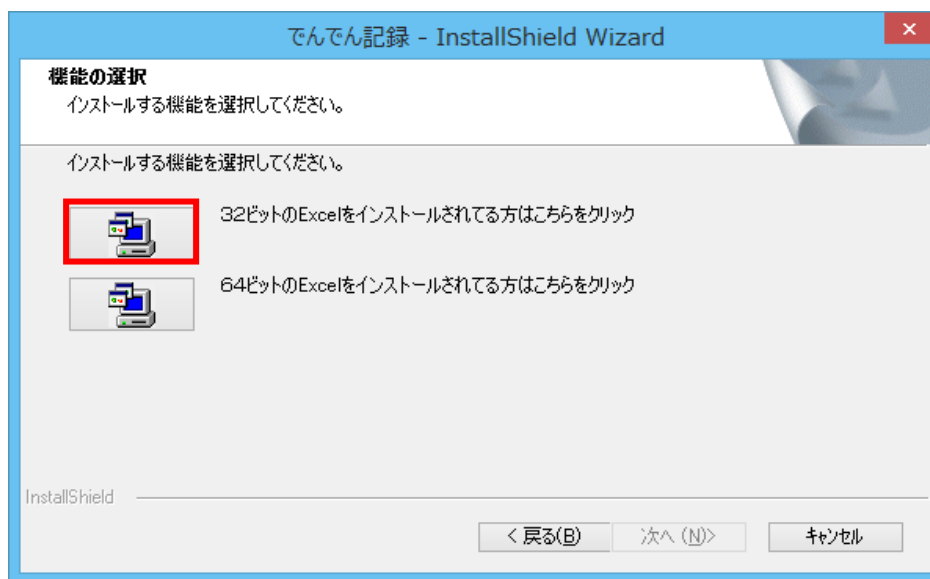 でんでん記録 - InstallShield Wizard
機能の選択
インストールする機能を選択してください。
インストールする機能を選択してください。
32ビットのExcelをインストールされてる方はこちらをクリック
64ビットのExcelをインストールされてる方はこちらをクリック
InstallShield
< 戻る(B)
次へ (N)>
キャンセル